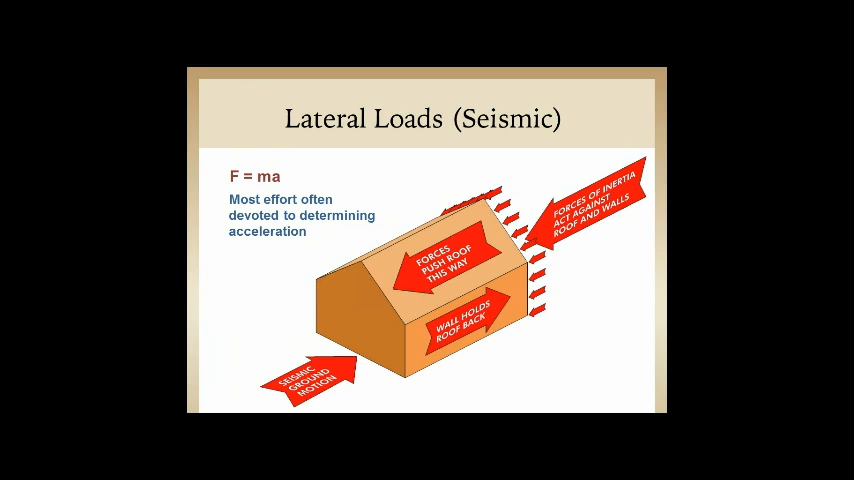 Lateral Loads (Seismic)
F = ma
Most effort often
devoted to determining
acceleration
FORCES OF INERTIA
ACT AGAINST
ROOF AND WALLS
FORCES
PUSH ROOF
THIS WAY
WALL HOLDS
ROOF BACK
SEISMIC
GROUND
MOTION